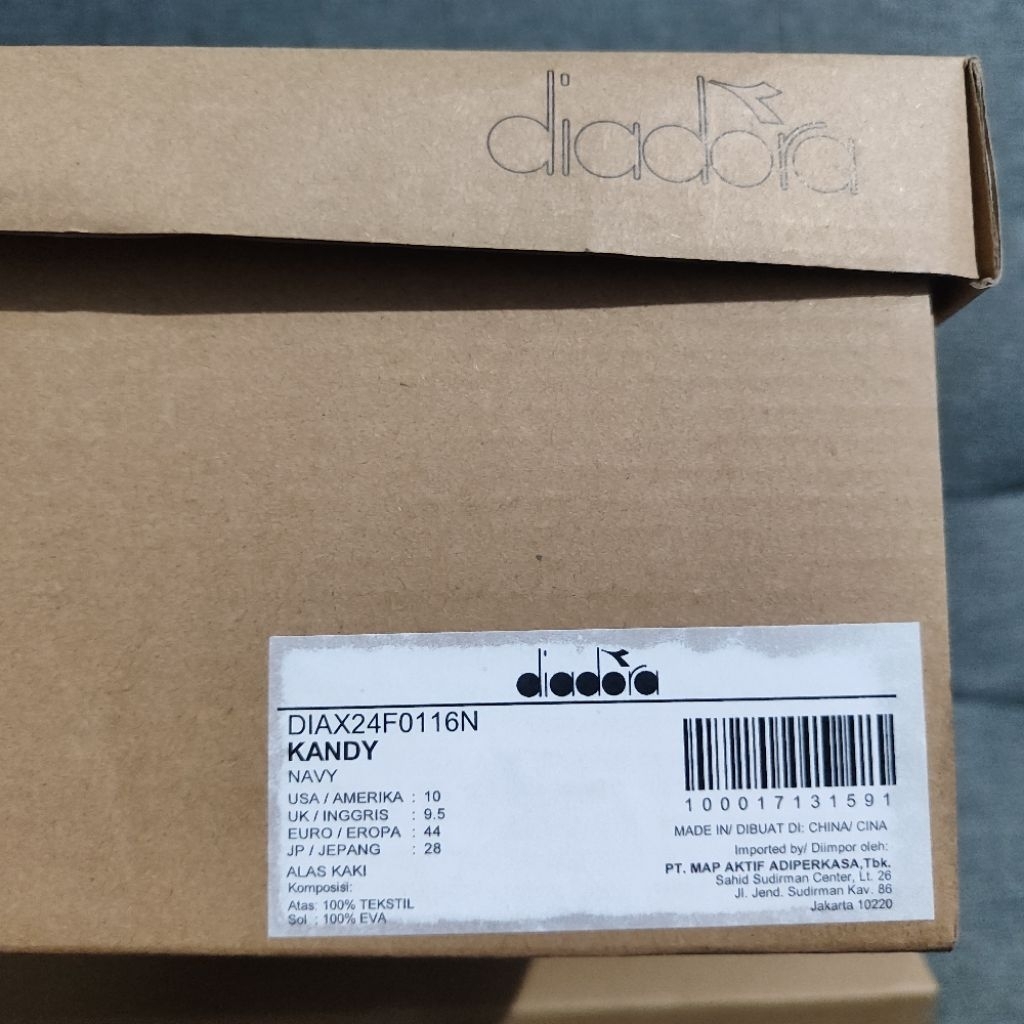 diadora
diadora
DIAX24F0116N
KANDY
NAVY
USA / AMERIKA : 10
UK / INGGRIS : 9.5
EURO / EROPA : 44
JP / JEPANG : 28
ALAS KAKI
Komposisi:
Atas: 100% TEKSTIL
Sol : 100% EVA
100017131591
MADE IN/ DIBUAT DI: CHINA/ CINA
Imported by/ Diimpor oleh:
PT. MAP AKTIF ADIPERKASA,Tbk.
Sahid Sudirman Center, Lt. 26
Jl. Jend. Sudirman Kav. 86
Jakarta 10220